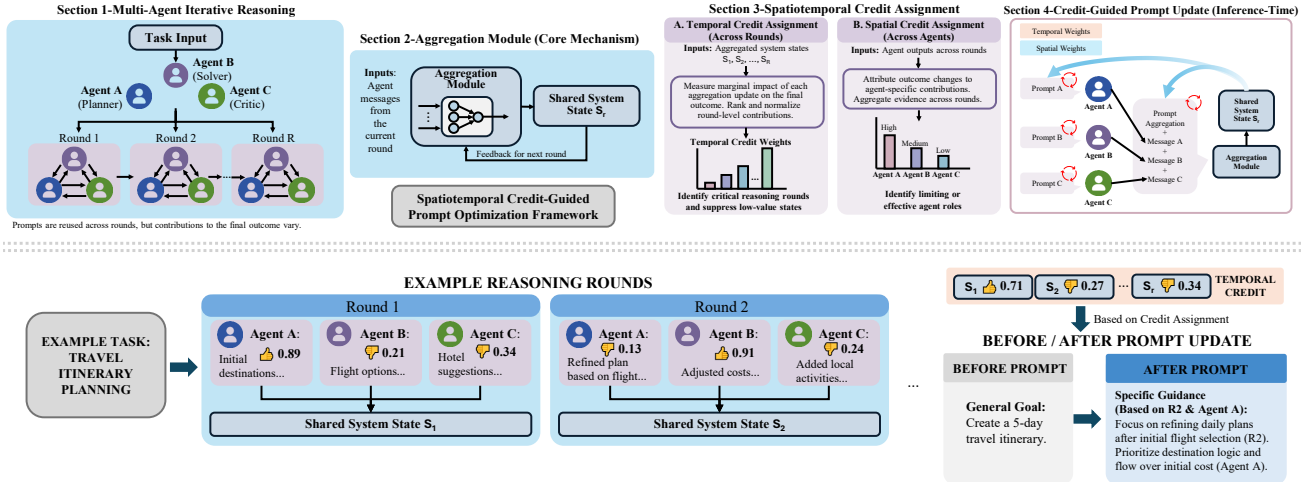 Section 1-Multi-Agent Iterative Reasoning
Task Input
Agent B
(Solver)
Agent A
(Planner)
Agent C
(Critic)
Round 1
Round 2
Round R
Prompts are reused across rounds, but contributions to the final outcome vary.
Section 2-Aggregation Module (Core Mechanism)
Inputs:
Agent
messages
from the
current
round
Aggregation
Module
Shared System
State Sr
Feedback for next round
Spatiotemporal Credit-Guided
Prompt Optimization Framework
Section 3-Spatiotemporal Credit Assignment
A. Temporal Credit Assignment
(Across Rounds)
Inputs: Aggregated system states
S1, S2, ..., SR
Measure marginal impact of each
aggregation update on the final
outcome. Rank and normalize
round-level contributions.
Temporal Credit Weights
...
Identify critical reasoning rounds
and suppress low-value states
B. Spatial Credit Assignment
(Across Agents)
Inputs: Agent outputs across rounds
Attribute outcome changes to
agent-specific contributions.
Aggregate evidence across rounds.
High
Medium
Low
Agent A Agent B Agent C
Identify limiting or
effective agent roles
Section 4-Credit-Guided Prompt Update (Inference-Time)
Temporal Weights
Spatial Weights
Prompt A
Agent A
Prompt B
Agent B
Prompt C
Agent C
Prompt
Aggregation
+
Message A
+
Message B
+
Message C
Shared
System
State Sr
Aggregation
Module
EXAMPLE TASK:
TRAVEL
ITINERARY
PLANNING
EXAMPLE REASONING ROUNDS
Round 1
Agent A:
0.89
Initial
destinations...
Agent B:
0.21
Flight options...
Agent C:
0.34
Hotel
suggestions...
Shared System State S1
Round 2
Agent A:
0.13
Refined plan
based on flight...
Agent B:
0.91
Adjusted costs...
Agent C:
0.24
Added local
activities...
Shared System State S2
...
S1 0.71
S2 0.27
...
Sr 0.34
TEMPORAL
CREDIT
Based on Credit Assignment
BEFORE / AFTER PROMPT UPDATE
BEFORE PROMPT
General Goal:
Create a 5-day
travel itinerary.
AFTER PROMPT
Specific Guidance
(Based on R2 & Agent A):
Focus on refining daily plans
after initial flight selection (R2).
Prioritize destination logic and
flow over initial cost (Agent A).